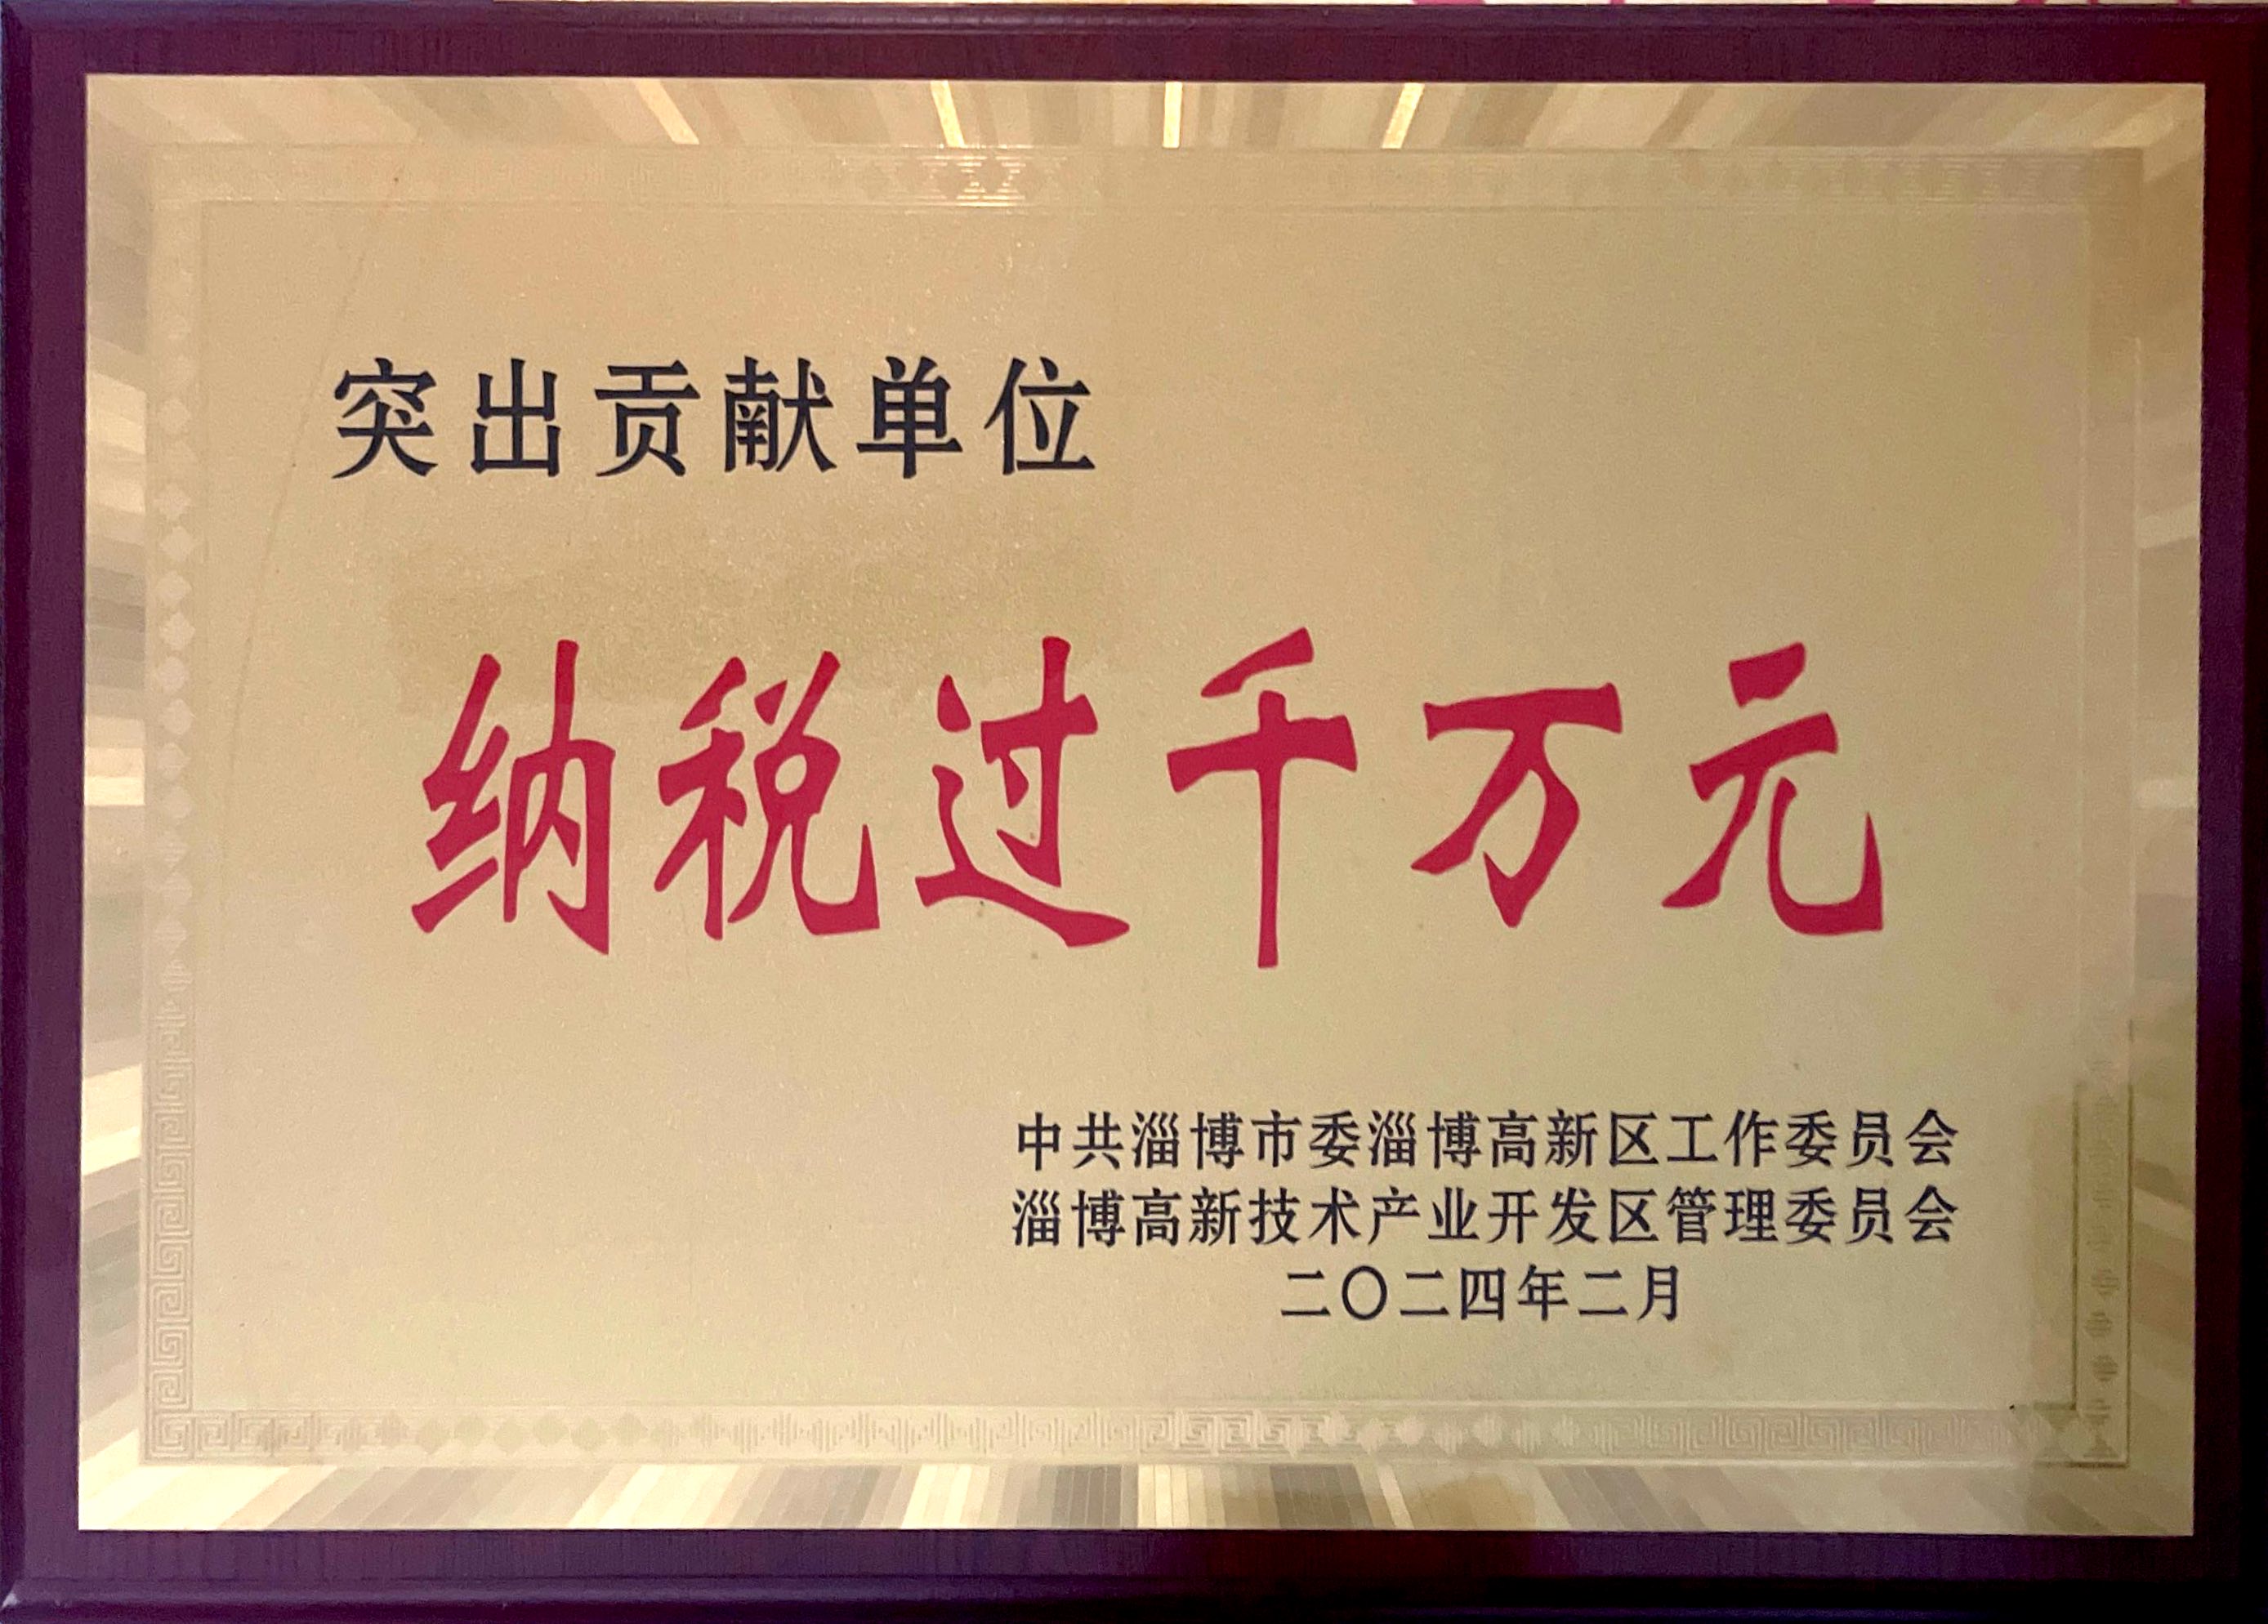 突出贡献单位
纳税过千万元
中共淄博市委淄博高新区工作委员会
淄博高新技术产业开发区管理委员会
二〇二四年二月